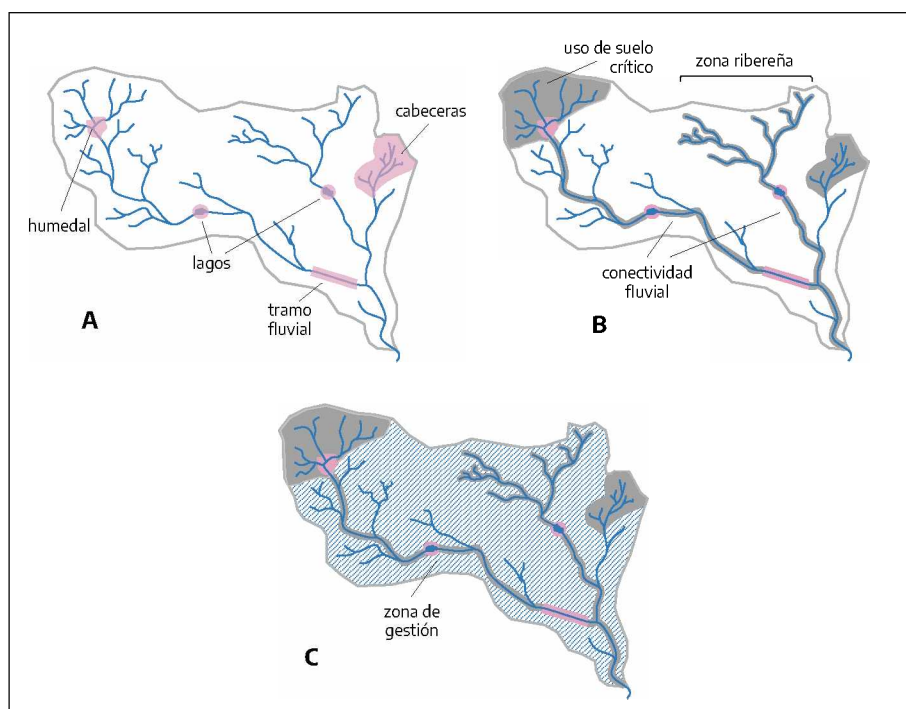 cabeceras
humedal
lagos
tramo
fluvial
A
uso de suelo
crítico
zona ribereña
conectividad
fluvial
B
zona de
gestión
C